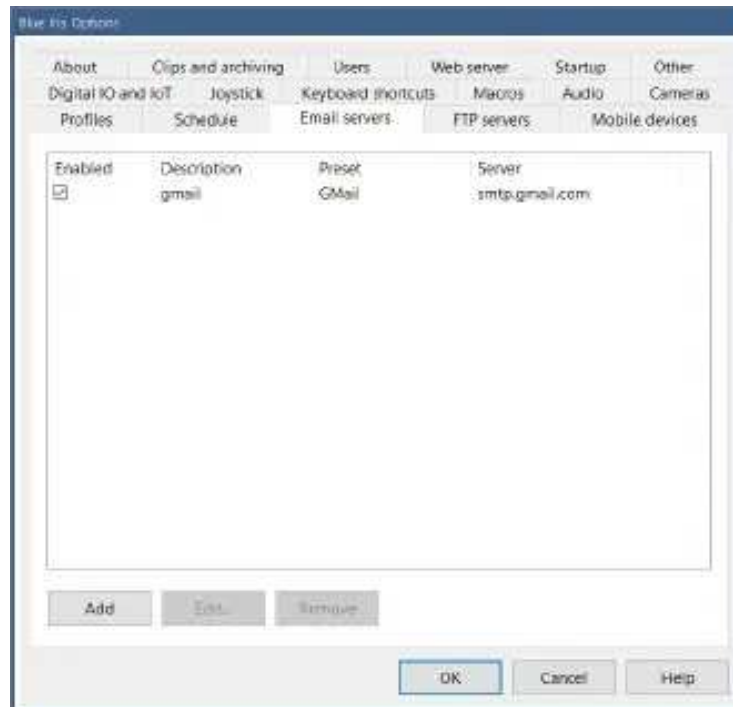 Blue Iris Options
About Clips and archiving Users Web server Startup Other
Digital IO and IoT Joystick Keyboard shortcuts Macros Audio Cameras
Profiles Schedule Email servers FTP servers Mobile devices
Enabled Description Preset Server
gmail GMail smtp.gmail.com
Add Edit... Remove
OK Cancel Help